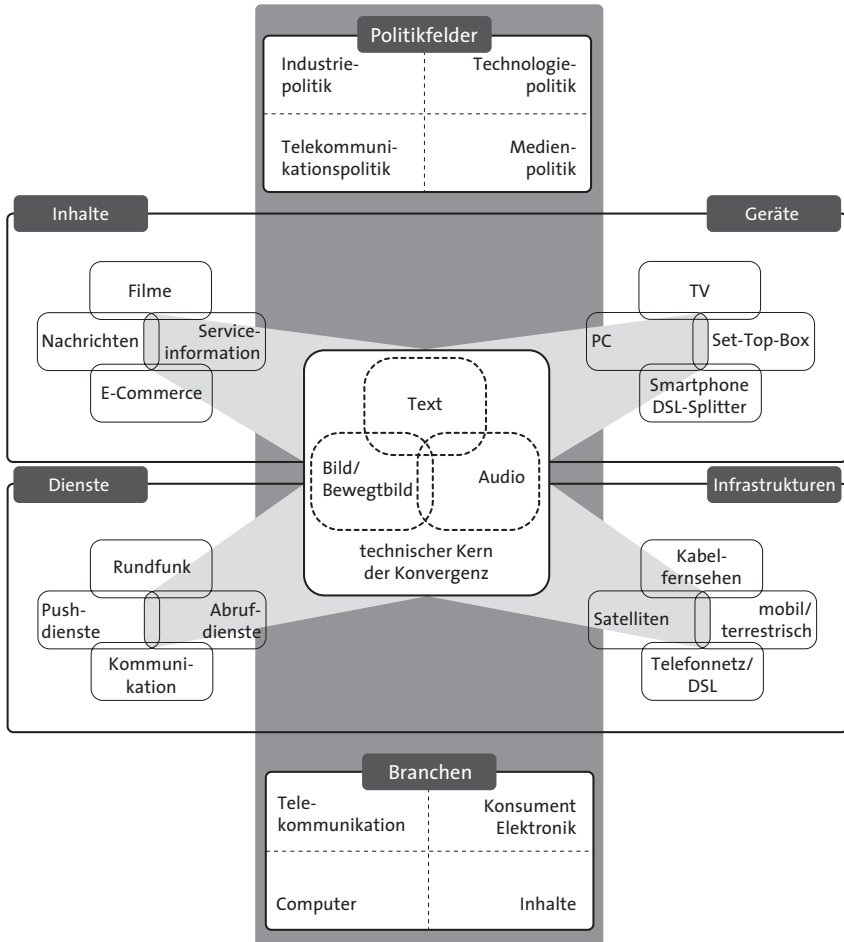 Politikfelder
Industrie-
politik
Technologie-
politik
Telekommuni-
kationspolitik
Medien-
politik
Inhalte
Geräte
Filme
Nachrichten
Service-
information
E-Commerce
TV
PC
Set-Top-Box
Smartphone
DSL-Splitter
Text
Bild/
Bewegtbild
Audio
technischer Kern
der Konvergenz
Dienste
Infrastrukturen
Rundfunk
Push-
dienste
Abruf-
dienste
Kommuni-
kation
Kabel-
fernsehen
Satelliten
mobil/
terrestrisch
Telefonnetz/
DSL
Branchen
Tele-
kommunikation
Konsument
Elektronik
Computer
Inhalte